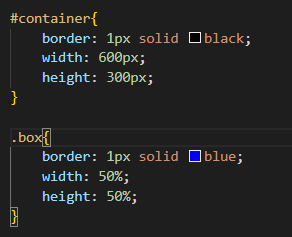 #container{
    border: 1px solid black;
    width: 600px;
    height: 300px;
}

.box{
    border: 1px solid blue;
    width: 50%;
    height: 50%;
}